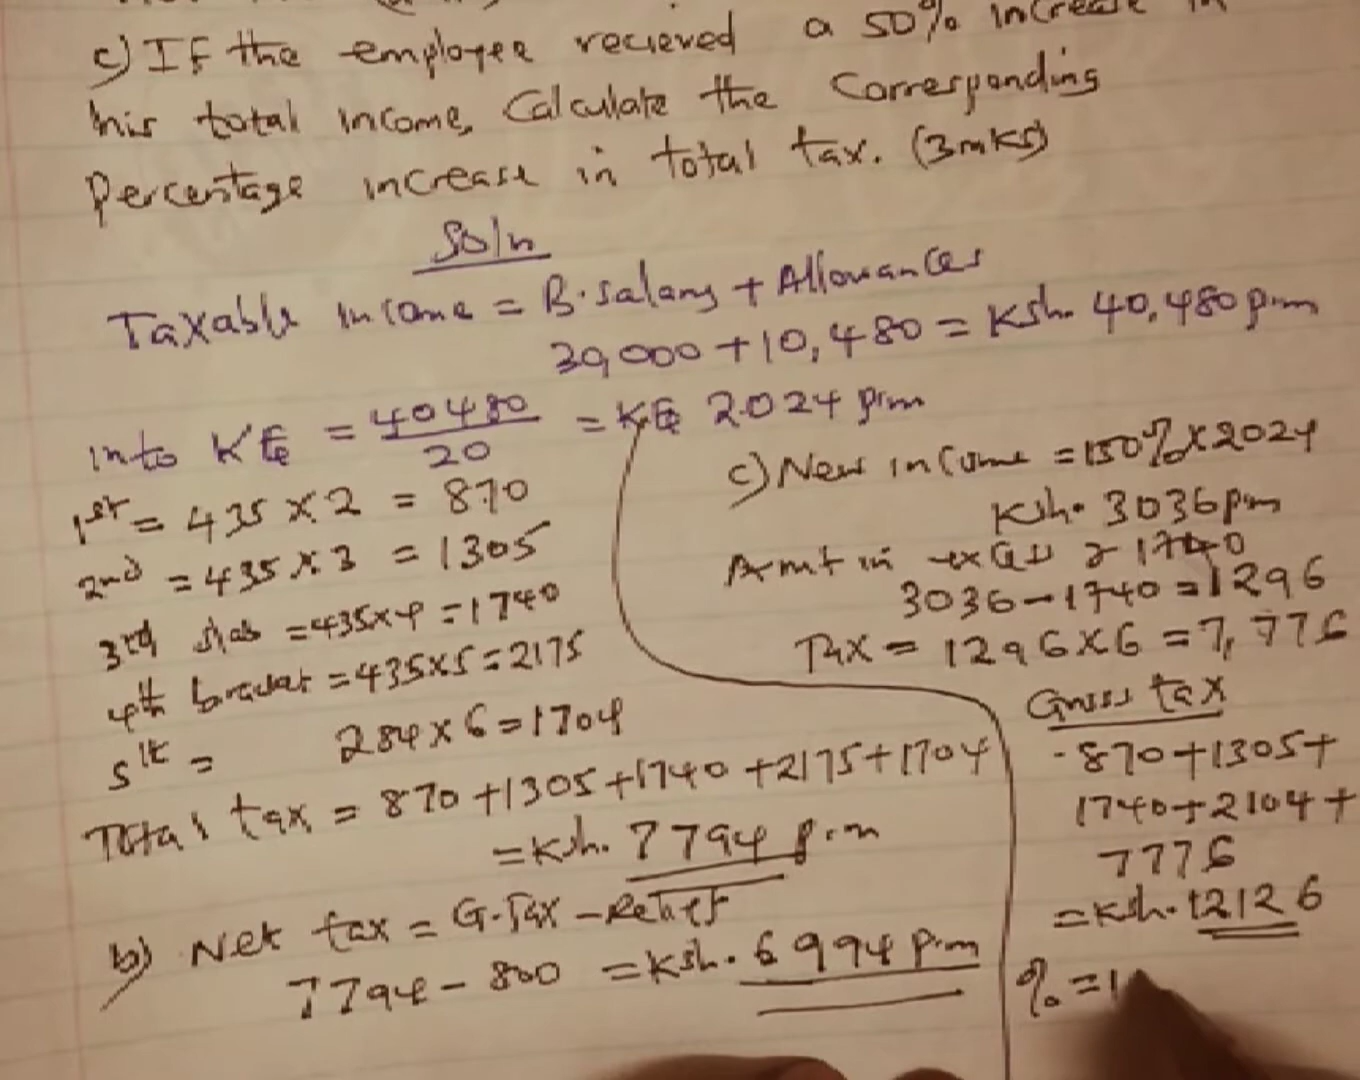 c) If the employee recieved a 50% increase in
his total income, Calculate the Corresponding
Percentage increase in total tax. (3mks)
Soln
Taxable income = B.salary + Allowances
30,000 + 10,480 = Ksh. 40,480 p.m
into K£ = 40480/20 = K£ 2024 p.m
1st = 435 × 2 = 870
2nd = 435 × 3 = 1305
3rd slab = 435×4 = 1740
4th bracket = 435×5 = 2175
5th = 284 × 6 = 1704
Total tax = 870 + 1305 + 1740 + 2175 + 1704
= Ksh. 7794 p.m
b) Net tax = G.Tax - Relief
7794 - 800 = Ksh. 6994 p.m
c) New income = 150% × 2024
Ksh. 3036 pm
Amt in 1740
3036 - 1740 = 1296
Tax = 1296 × 6 = 7,776
Gross tax
870 + 1305 +
1740 + 2104 +
7776
= Ksh. 12126
% = 1